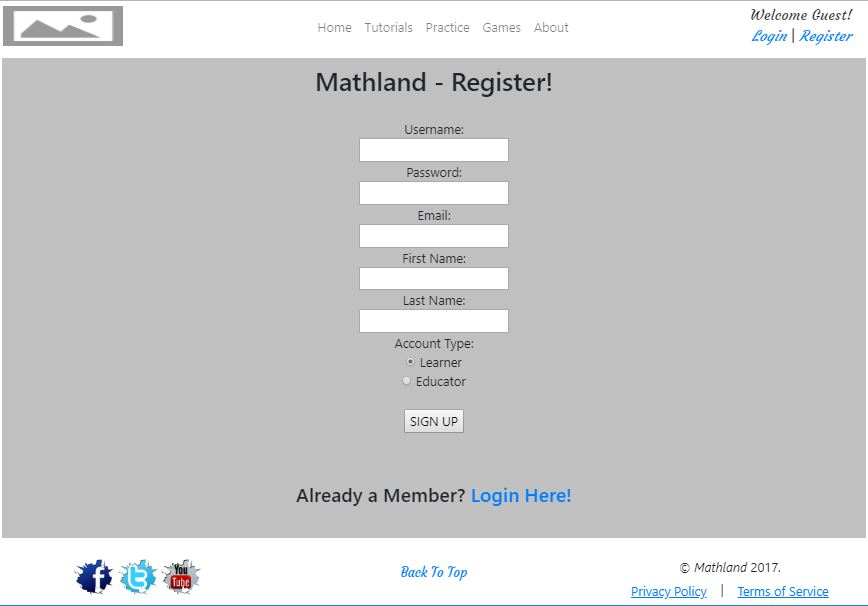 Home Tutorials Practice Games About
Welcome Guest!
Login | Register
Mathland - Register!
Username:
Password:
Email:
First Name:
Last Name:
Account Type:
Learner
Educator
SIGN UP
Already a Member? Login Here!
You
Tube
Back To Top
© Mathland 2017.
Privacy Policy | Terms of Service